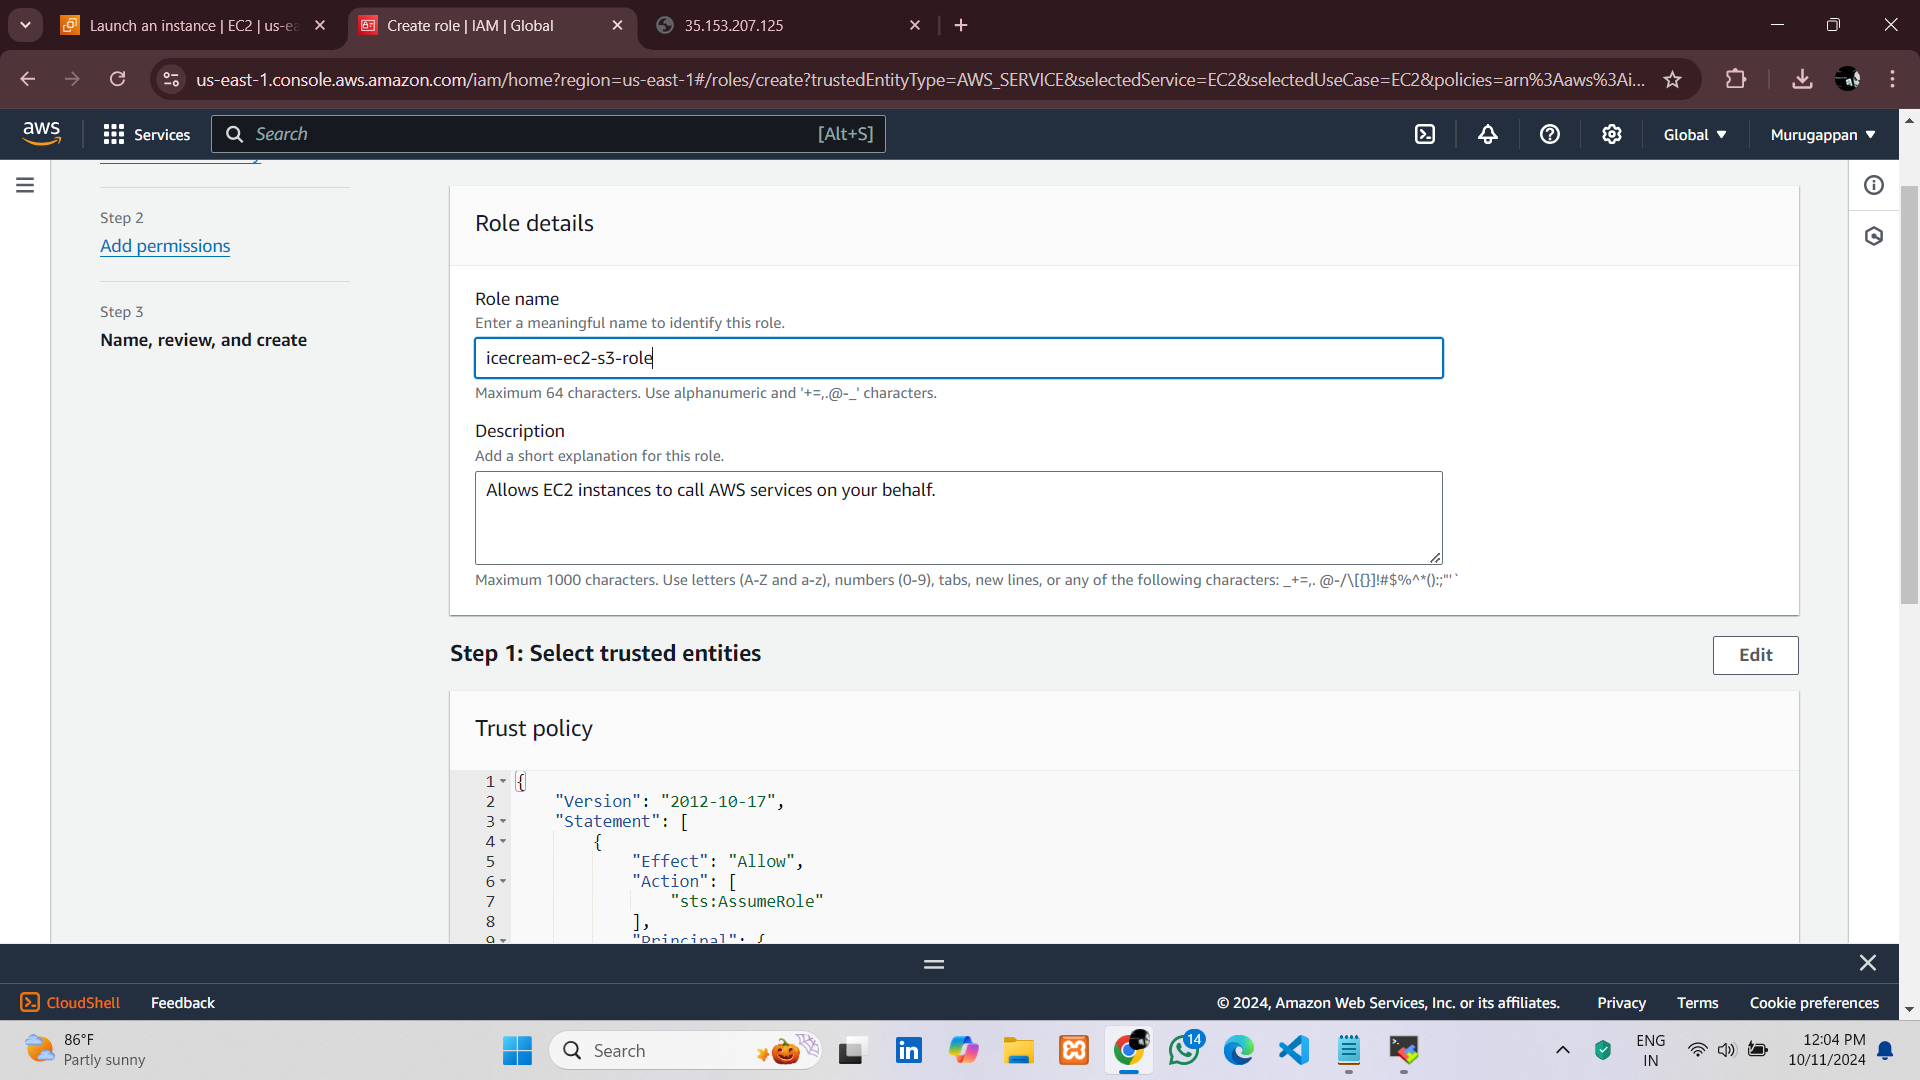 Launch an instance | EC2 | us-ea
Create role | IAM | Global
35.153.207.125
us-east-1.console.aws.amazon.com/iam/home?region=us-east-1#/roles/create?trustedEntityType=AWS_SERVICE&selectedService=EC2&selectedUseCase=EC2&policies=arn%3Aaws%3Ai...
aws
Services
Search
[Alt+S]
Global
Murugappan
Step 2
Add permissions
Step 3
Name, review, and create
Role details
Role name
Enter a meaningful name to identify this role.
icecream-ec2-s3-role
Maximum 64 characters. Use alphanumeric and '+=,.@-_' characters.
Description
Add a short explanation for this role.
Allows EC2 instances to call AWS services on your behalf.
Maximum 1000 characters. Use letters (A-Z and a-z), numbers (0-9), tabs, new lines, or any of the following characters: _+=,. @-/\[{}]!#$%^*();:"'`
Step 1: Select trusted entities
Edit
Trust policy
1 {
2 "Version": "2012-10-17",
3 "Statement": [
4 {
5 "Effect": "Allow",
6 "Action": [
7 "sts:AssumeRole"
8 ],
9 "Principal": {
CloudShell
Feedback
© 2024, Amazon Web Services, Inc. or its affiliates.
Privacy
Terms
Cookie preferences
86°F
Partly sunny
Search
14
ENG
IN
12:04 PM
10/11/2024